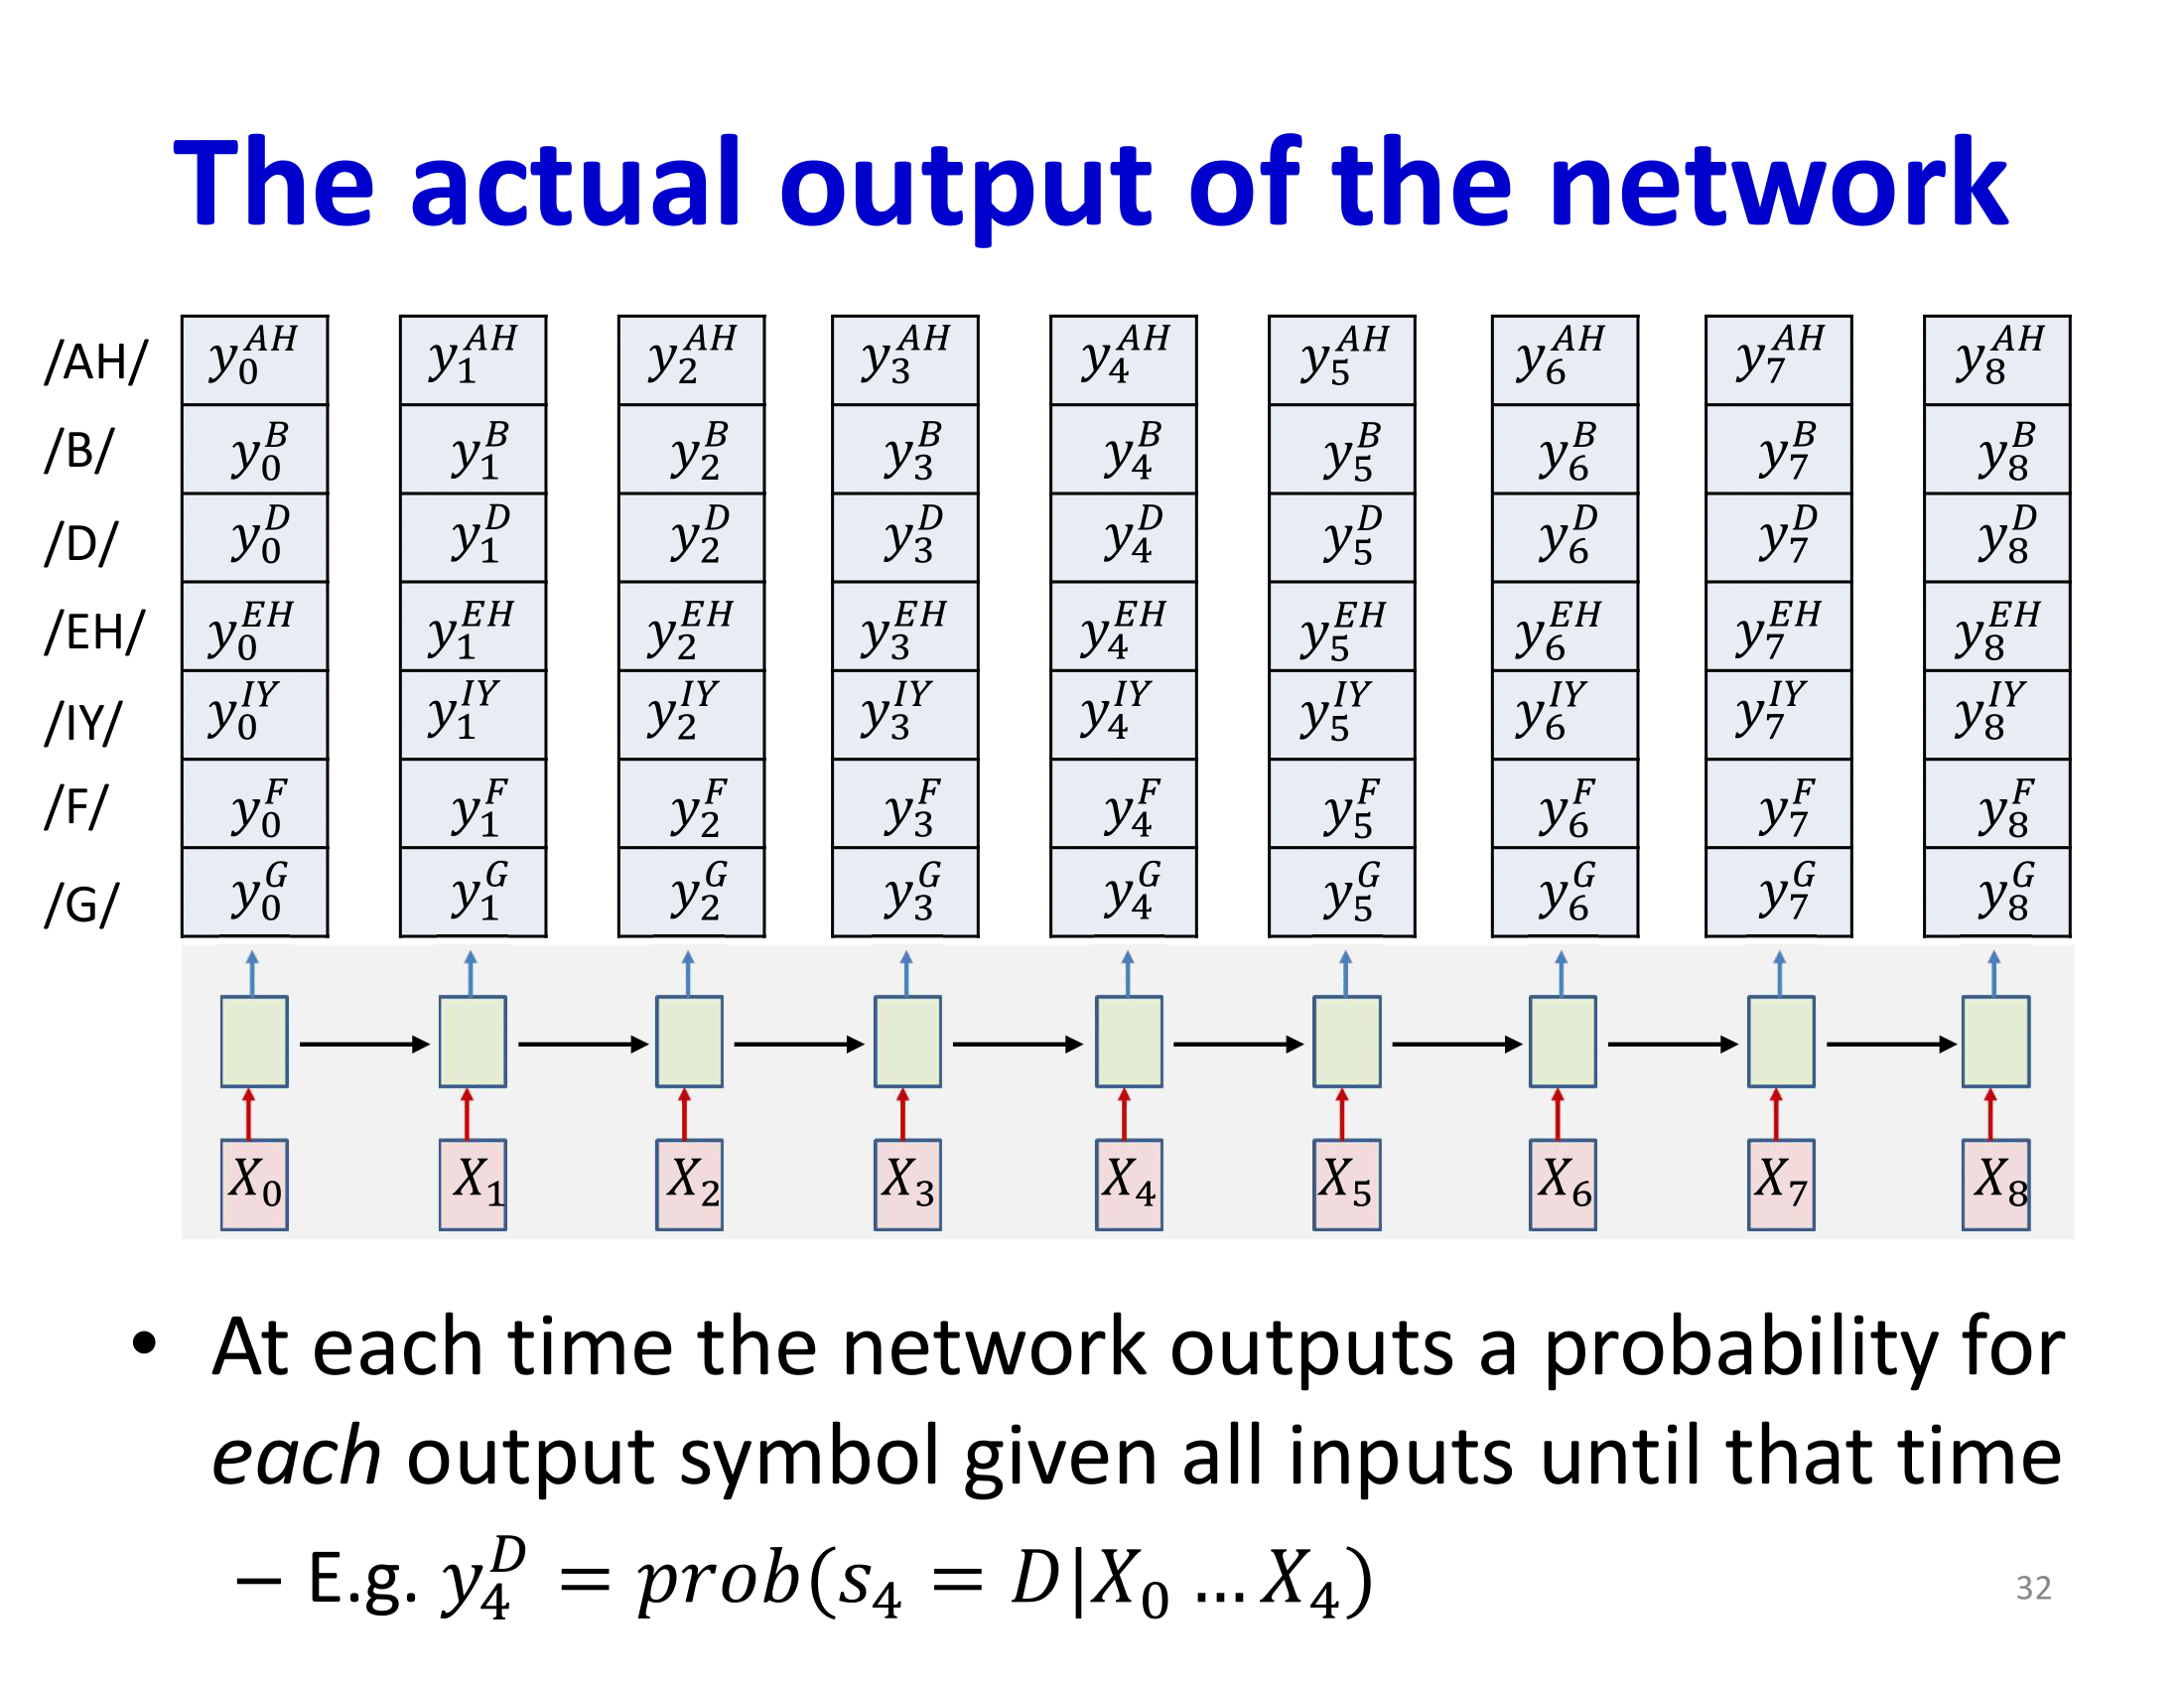 The actual output of the network
/AH/ y_0^{AH} y_1^{AH} y_2^{AH} y_3^{AH} y_4^{AH} y_5^{AH} y_6^{AH} y_7^{AH} y_8^{AH}
/B/ y_0^B y_1^B y_2^B y_3^B y_4^B y_5^B y_6^B y_7^B y_8^B
/D/ y_0^D y_1^D y_2^D y_3^D y_4^D y_5^D y_6^D y_7^D y_8^D
/EH/ y_0^{EH} y_1^{EH} y_2^{EH} y_3^{EH} y_4^{EH} y_5^{EH} y_6^{EH} y_7^{EH} y_8^{EH}
/IY/ y_0^{IY} y_1^{IY} y_2^{IY} y_3^{IY} y_4^{IY} y_5^{IY} y_6^{IY} y_7^{IY} y_8^{IY}
/F/ y_0^F y_1^F y_2^F y_3^F y_4^F y_5^F y_6^F y_7^F y_8^F
/G/ y_0^G y_1^G y_2^G y_3^G y_4^G y_5^G y_6^G y_7^G y_8^G
X_0 X_1 X_2 X_3 X_4 X_5 X_6 X_7 X_8
• At each time the network outputs a probability for
each output symbol given all inputs until that time
– E.g. y_4^D = prob(s_4 = D|X_0 … X_4)
32